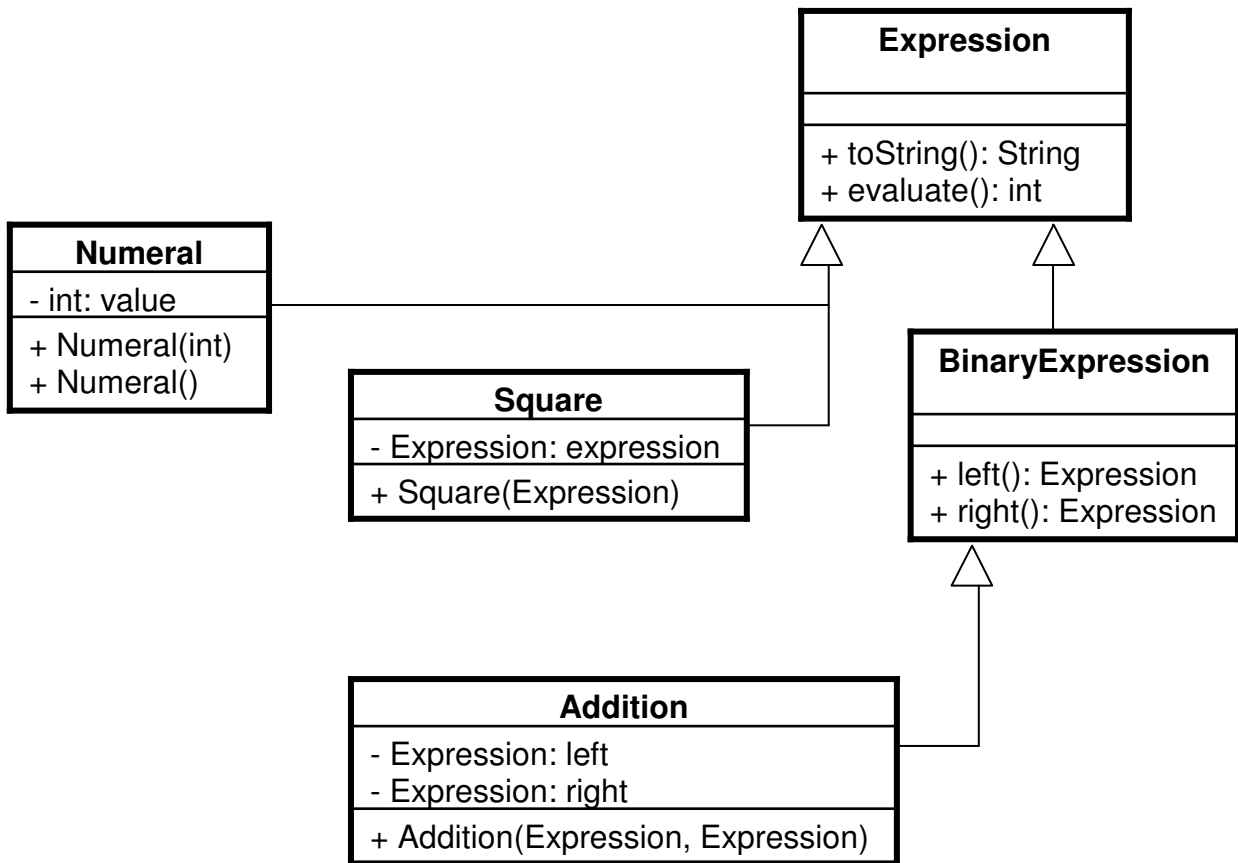 Expression
+ toString(): String
+ evaluate(): int
Numeral
- int: value
+ Numeral(int)
+ Numeral()
BinaryExpression
+ left(): Expression
+ right(): Expression
Square
- Expression: expression
+ Square(Expression)
Addition
- Expression: left
- Expression: right
+ Addition(Expression, Expression)